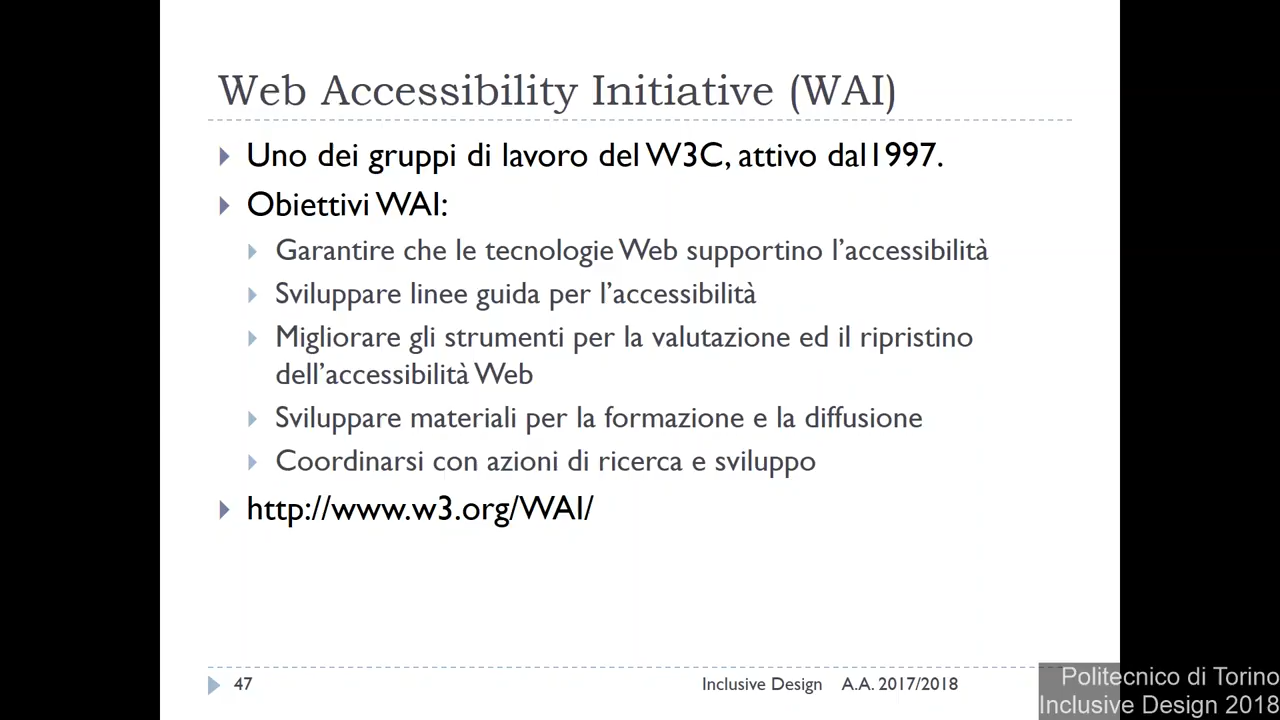 Web Accessibility Initiative (WAI)
Uno dei gruppi di lavoro del W3C, attivo dal1997.
Obiettivi WAI:
Garantire che le tecnologie Web supportino l’accessibilità
Sviluppare linee guida per l’accessibilità
Migliorare gli strumenti per la valutazione ed il ripristino
dell’accessibilità Web
Sviluppare materiali per la formazione e la diffusione
Coordinarsi con azioni di ricerca e sviluppo
http://www.w3.org/WAI/
47 Inclusive Design A.A. 2017/2018
Politecnico di Torino
Inclusive Design 2018